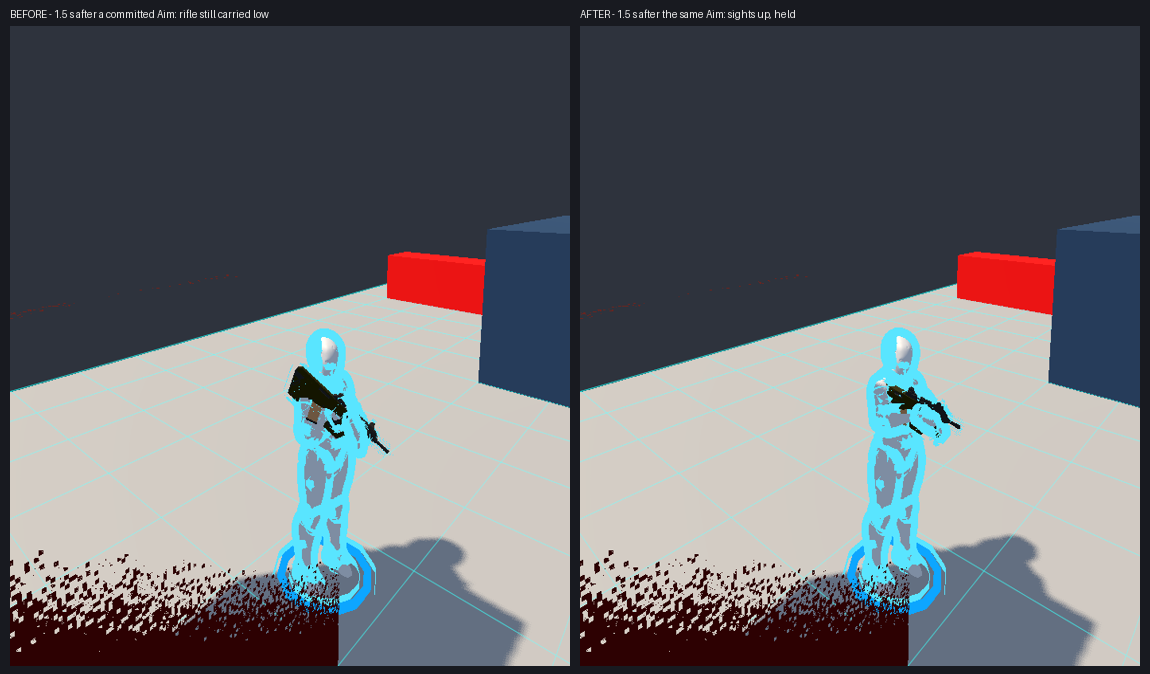 BEFORE - 1.5 s after a committed Aim: rifle still carried low
AFTER - 1.5 s after the same Aim: sights up, held